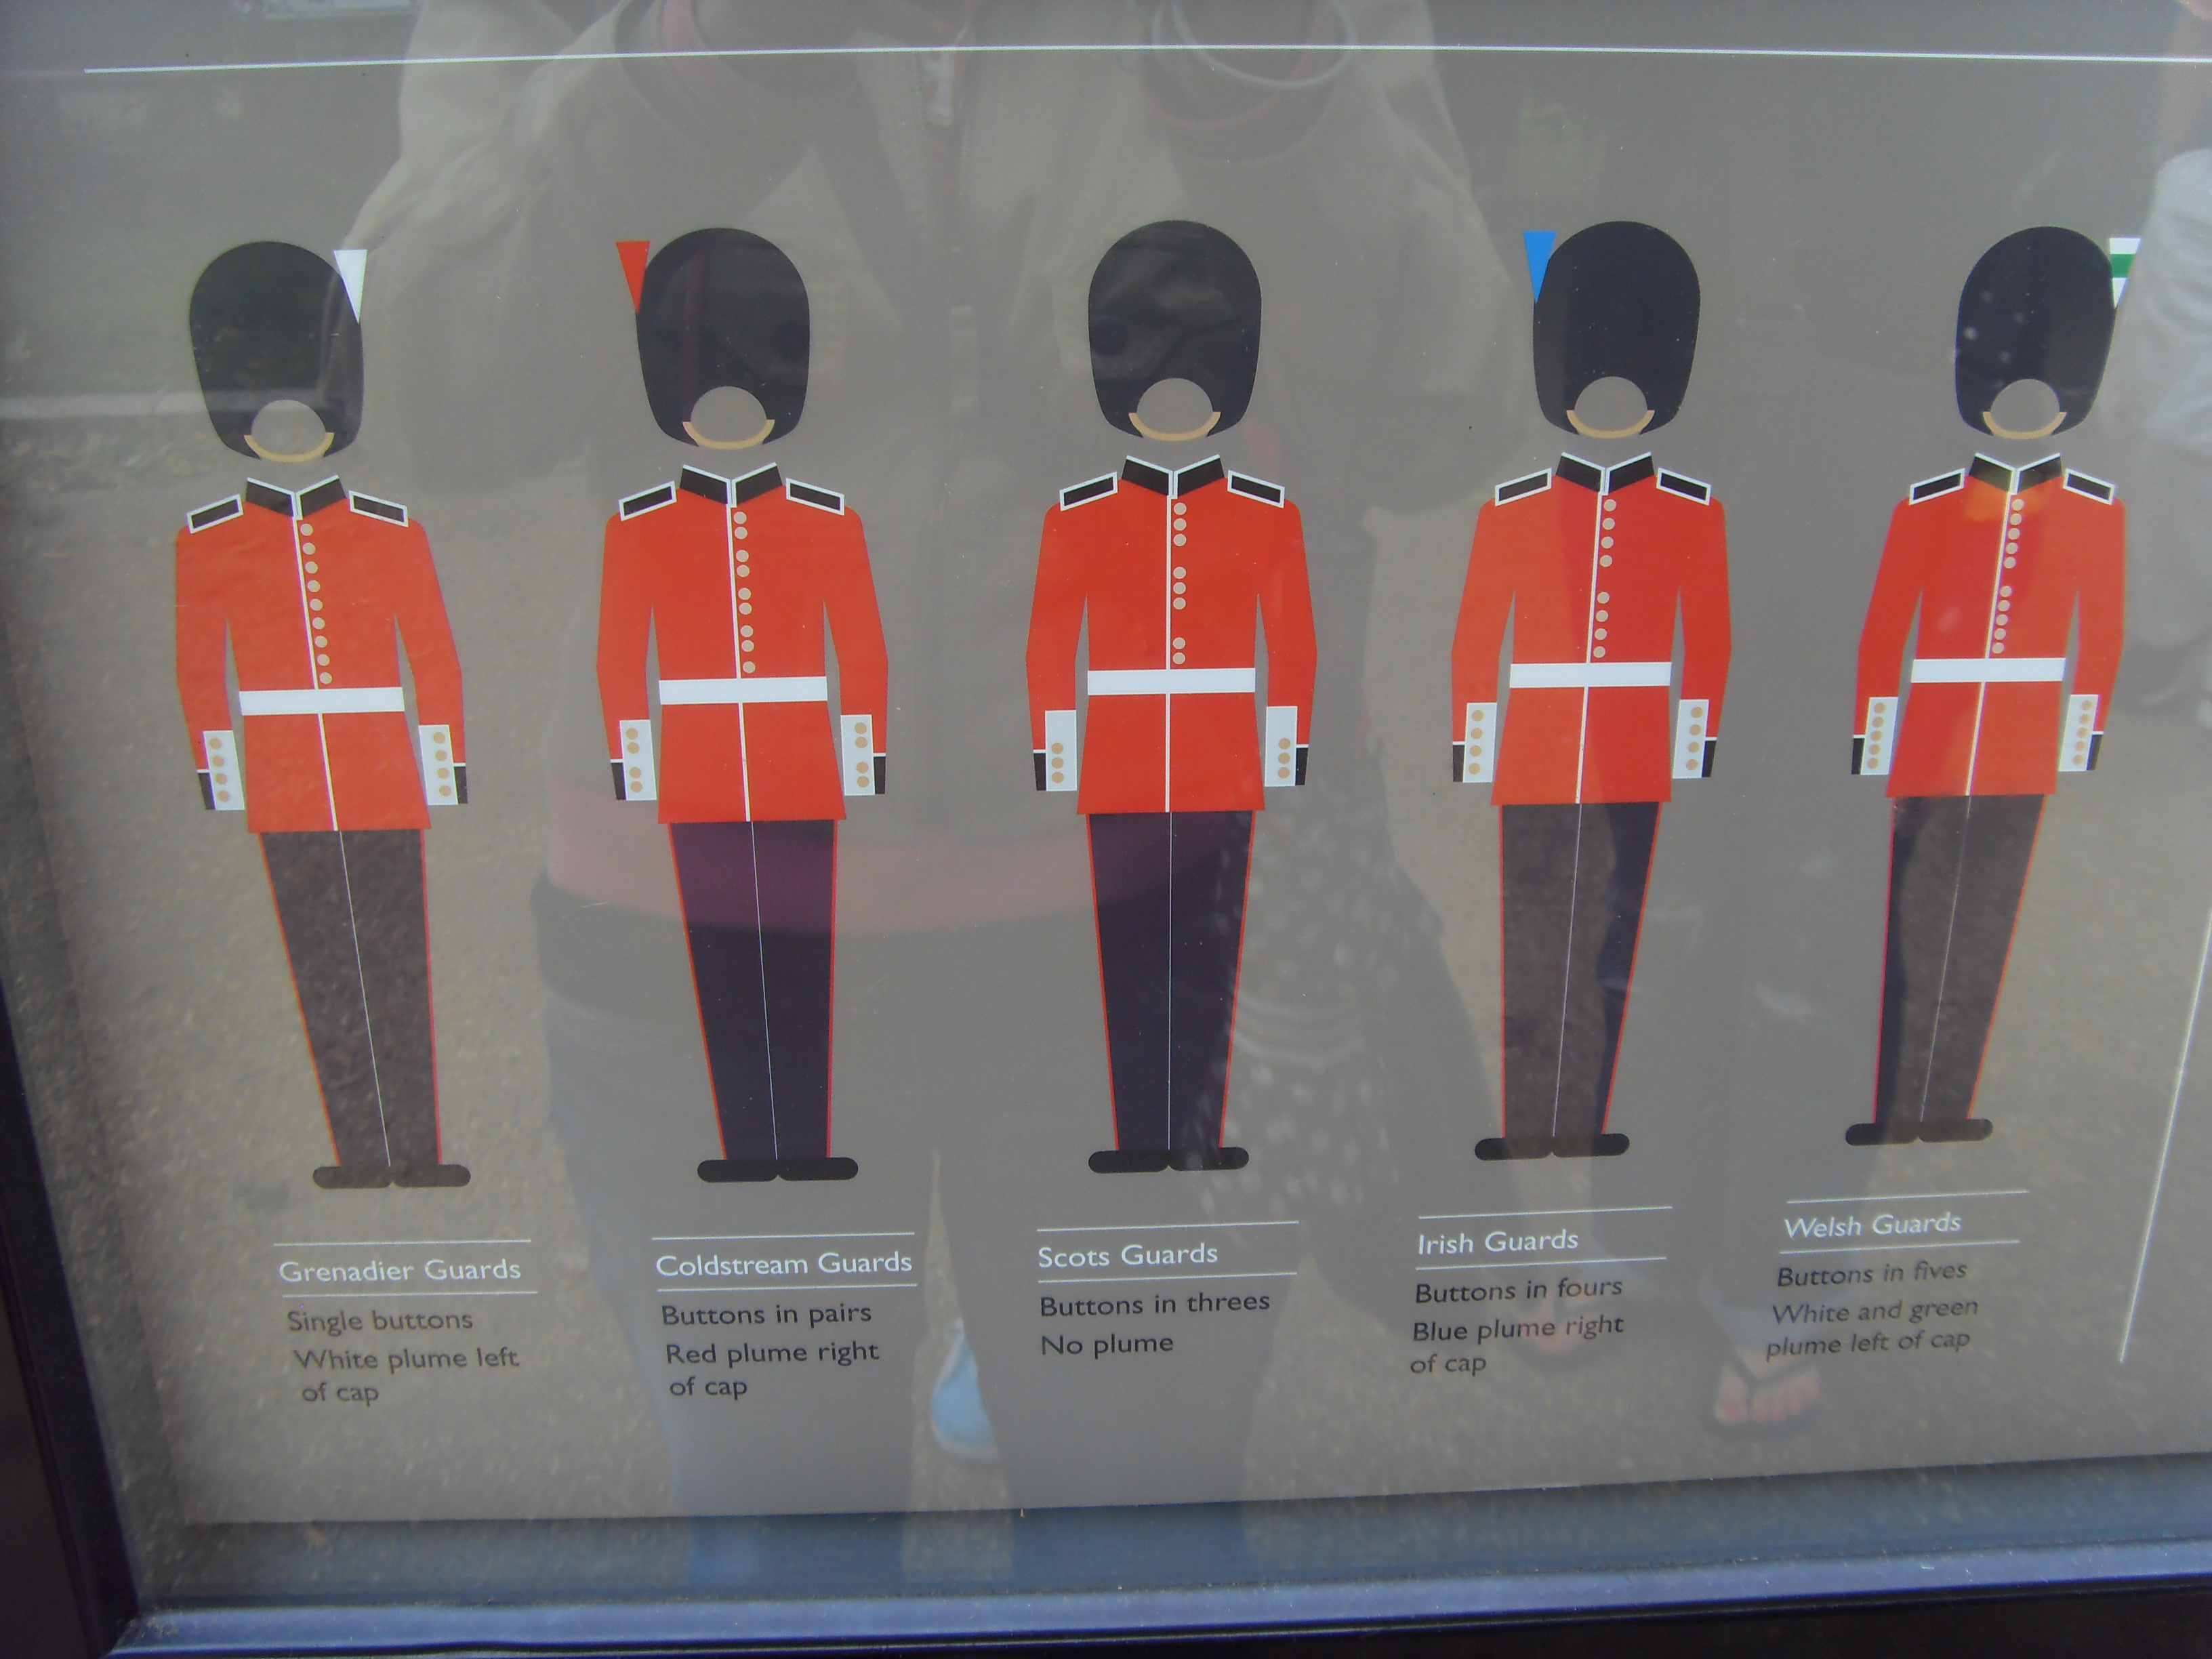 Grenadier Guards
Single buttons
White plume left
of cap
Coldstream Guards
Buttons in pairs
Red plume right
of cap
Scots Guards
Buttons in threes
No plume
Irish Guards
Buttons in fours
Blue plume right
of cap
Welsh Guards
Buttons in fives
White and green
plume left of cap